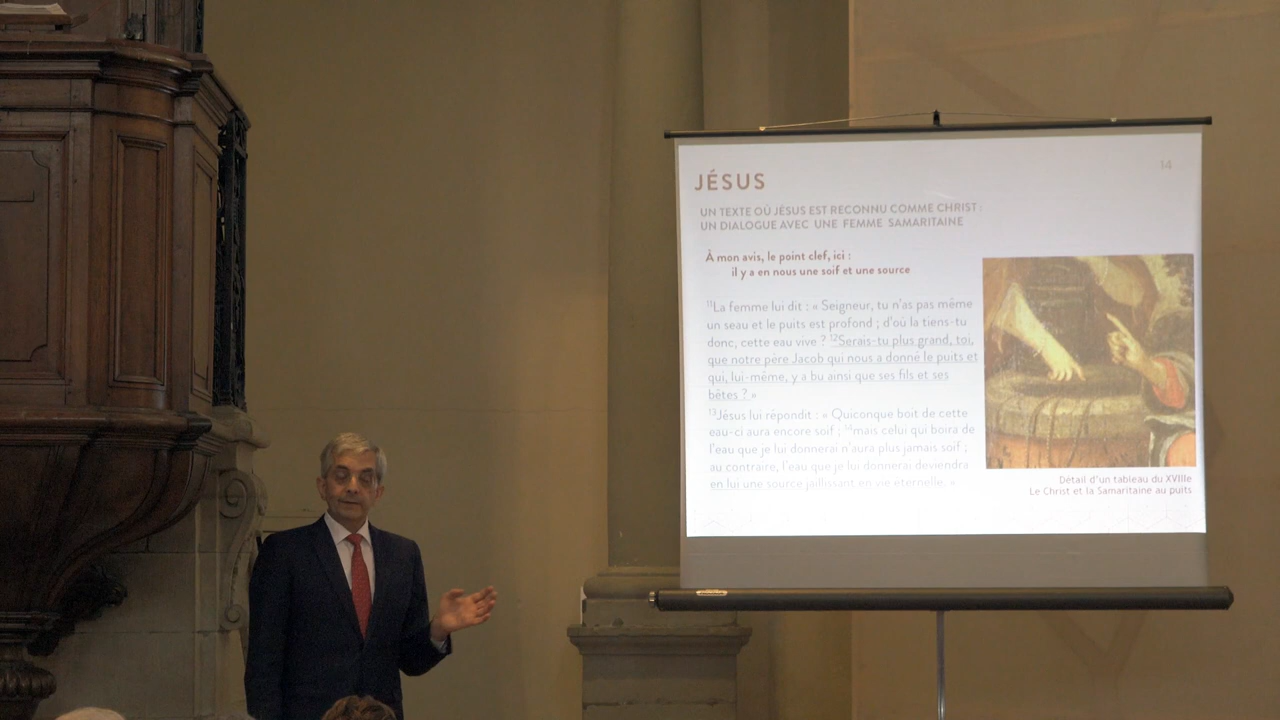 14
JÉSUS
UN TEXTE OÙ JÉSUS EST RECONNU COMME CHRIST :
UN DIALOGUE AVEC UNE FEMME SAMARITAINE
À mon avis, le point clef, ici :
il y a en nous une soif et une source
¹¹La femme lui dit : « Seigneur, tu n'as pas même
un seau et le puits est profond ; d'où la tiens-tu
donc, cette eau vive ? ¹²Serais-tu plus grand, toi,
que notre père Jacob qui nous a donné le puits et
qui, lui-même, y a bu ainsi que ses fils et ses
bêtes ? »
¹³Jésus lui répondit : « Quiconque boit de cette
eau-ci aura encore soif ; ¹⁴mais celui qui boira de
l'eau que je lui donnerai n'aura plus jamais soif ;
au contraire, l'eau que je lui donnerai deviendra
en lui une source jaillissant en vie éternelle. »
Détail d'un tableau du XVIIIe
Le Christ et la Samaritaine au puits